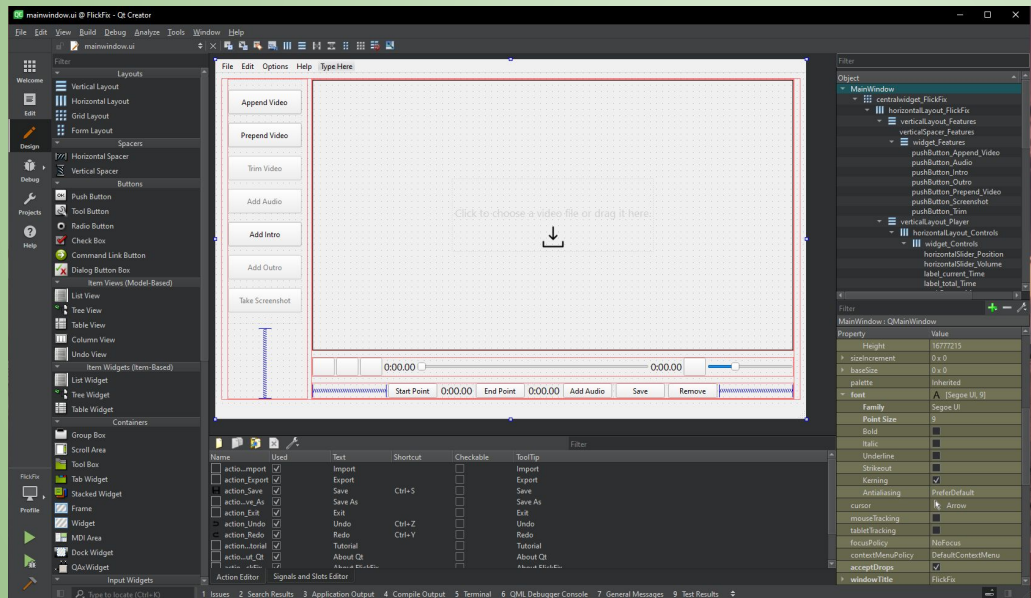 mainwindow.ui @ FlickFix - Qt Creator
File Edit View Build Debug Analyze Tools Window Help
mainwindow.ui
Welcome
Edit
Design
Debug
Projects
Help
FlickFix
Profile
Filter
Layouts
Vertical Layout
Horizontal Layout
Grid Layout
Form Layout
Spacers
Horizontal Spacer
Vertical Spacer
Buttons
Push Button
Tool Button
Radio Button
Check Box
Command Link Button
Dialog Button Box
Item Views (Model-Based)
List View
Tree View
Table View
Column View
Undo View
Item Widgets (Item-Based)
List Widget
Tree Widget
Table Widget
Containers
Group Box
Scroll Area
Tool Box
Tab Widget
Stacked Widget
Frame
Widget
MDI Area
Dock Widget
QAxWidget
Input Widgets
File Edit Options Help Type Here
Append Video
Prepend Video
Trim Video
Add Audio
Add Intro
Add Outro
Take Screenshot
Click to choose a video file or drag it here.
0:00.00 0:00.00
Start Point 0:00.00 End Point 0:00.00 Add Audio Save Remove
Filter
Name Used Text Shortcut Checkable ToolTip
actio...mport Import Import
action_Export Export Export
action_Save Save Ctrl+S Save
actio...ve_As Save As Save As
action_Exit Exit Exit
action_Undo Undo Ctrl+Z Undo
action_Redo Redo Ctrl+Y Redo
action...torial Tutorial Tutorial
actio...ut_Qt About Qt About Qt
About FlickFix About FlickFix
Action Editor Signals and Slots Editor
Filter
Object
MainWindow
centralwidget_FlickFix
horizontalLayout_FlickFix
verticalLayout_Features
verticalSpacer_Features
widget_Features
pushButton_Append_Video
pushButton_Audio
pushButton_Intro
pushButton_Outro
pushButton_Prepend_Video
pushButton_Screenshot
pushButton_Trim
verticalLayout_Player
horizontalLayout_Controls
widget_Controls
horizontalSlider_Position
horizontalSlider_Volume
label_current_Time
label_total_Time
Filter
MainWindow : QMainWindow
Property Value
Height 16777215
sizeIncrement 0 x 0
baseSize 0 x 0
palette Inherited
font A [Segoe UI, 9]
Family Segoe UI
Point Size 9
Bold
Italic
Underline
Strikeout
Kerning
Antialiasing PreferDefault
cursor Arrow
mouseTracking
tabletTracking
focusPolicy NoFocus
contextMenuPolicy DefaultContextMenu
acceptDrops
windowTitle FlickFix
Type to locate (Ctrl+K) 1 Issues 2 Search Results 3 Application Output 4 Compile Output 5 Terminal 6 QML Debugger Console 7 General Messages 9 Test Results